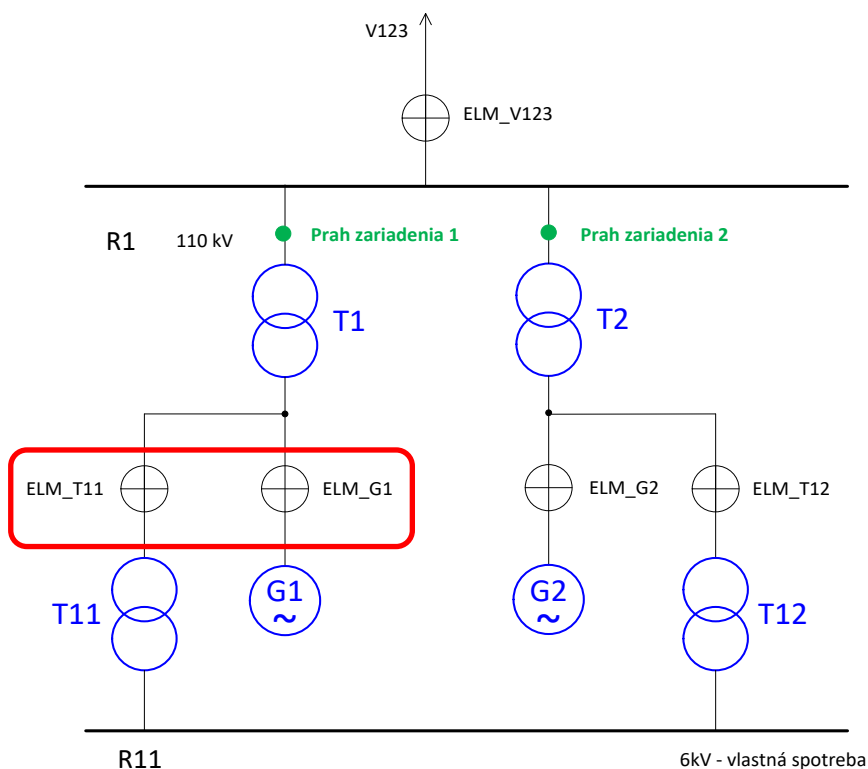 V123
ELM_V123
R1
110 kV
Prah zariadenia 1
Prah zariadenia 2
T1
T2
ELM_T11
ELM_G1
ELM_G2
ELM_T12
T11
G1
~
G2
~
T12
R11
6kV - vlastná spotreba